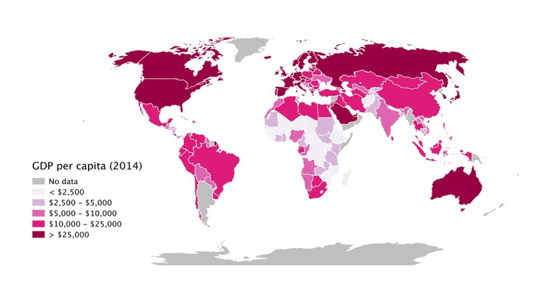 GDP per capita (2014)
No data
< $2,500
$2,500 - $5,000
$5,000 - $10,000
$10,000 - $25,000
> $25,000